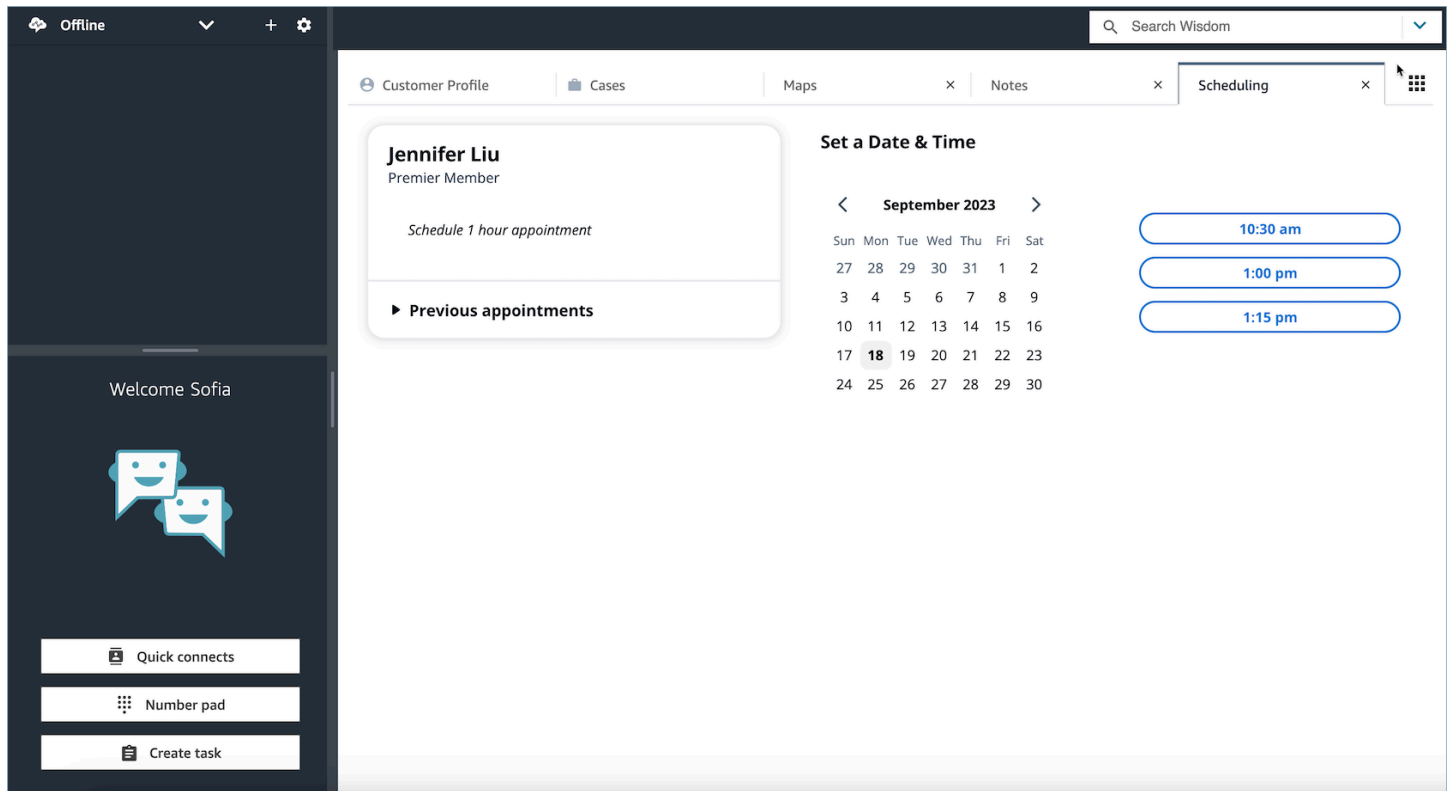 Offline
Search Wisdom
Customer Profile
Cases
Maps
Notes
Scheduling
Jennifer Liu
Premier Member
Schedule 1 hour appointment
Previous appointments
Set a Date & Time
September 2023
Sun Mon Tue Wed Thu Fri Sat
27 28 29 30 31 1 2
3 4 5 6 7 8 9
10 11 12 13 14 15 16
17 18 19 20 21 22 23
24 25 26 27 28 29 30
10:30 am
1:00 pm
1:15 pm
Welcome Sofia
Quick connects
Number pad
Create task